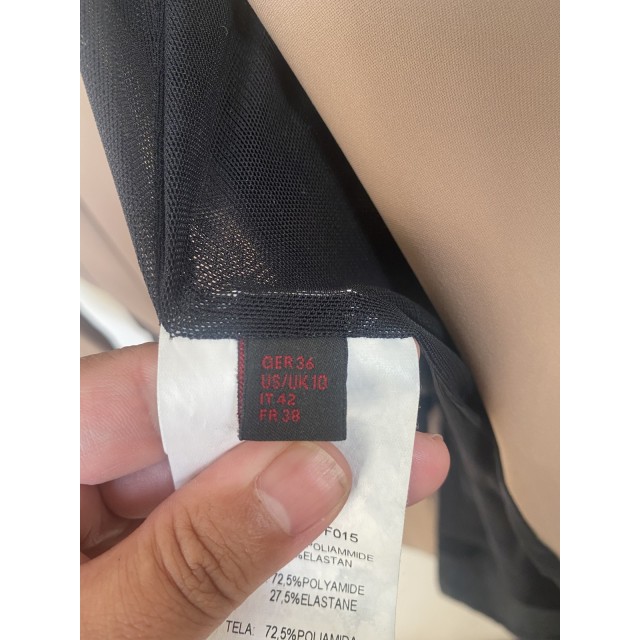 GER 36
US/UK 10
IT 42
FR 38
F015
POLIAMMIDE
%ELASTAN
72,5%POLYAMIDE
27,5%ELASTANE
TELA: 72,5%POLIAMIDA